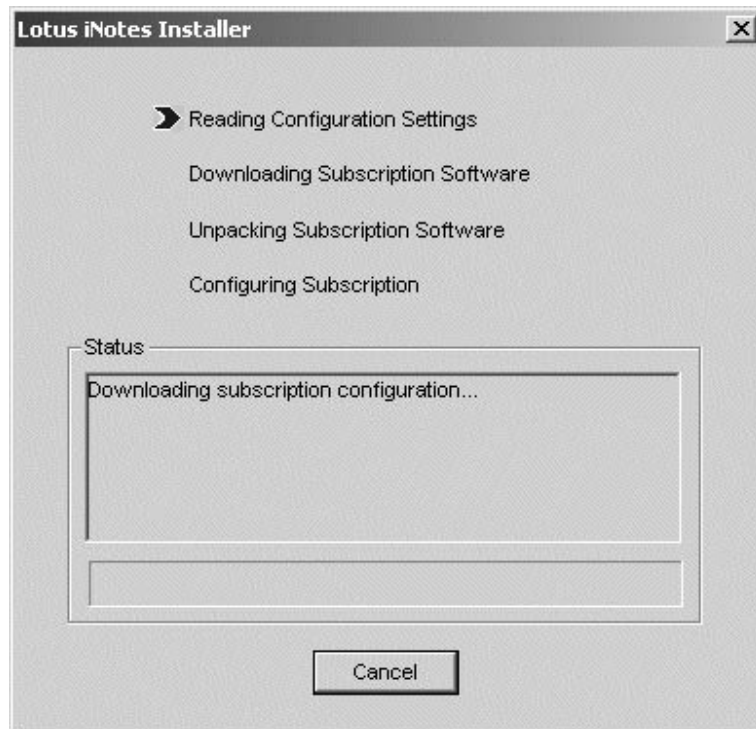 Lotus iNotes Installer
Reading Configuration Settings
Downloading Subscription Software
Unpacking Subscription Software
Configuring Subscription
Status
Downloading subscription configuration...
Cancel